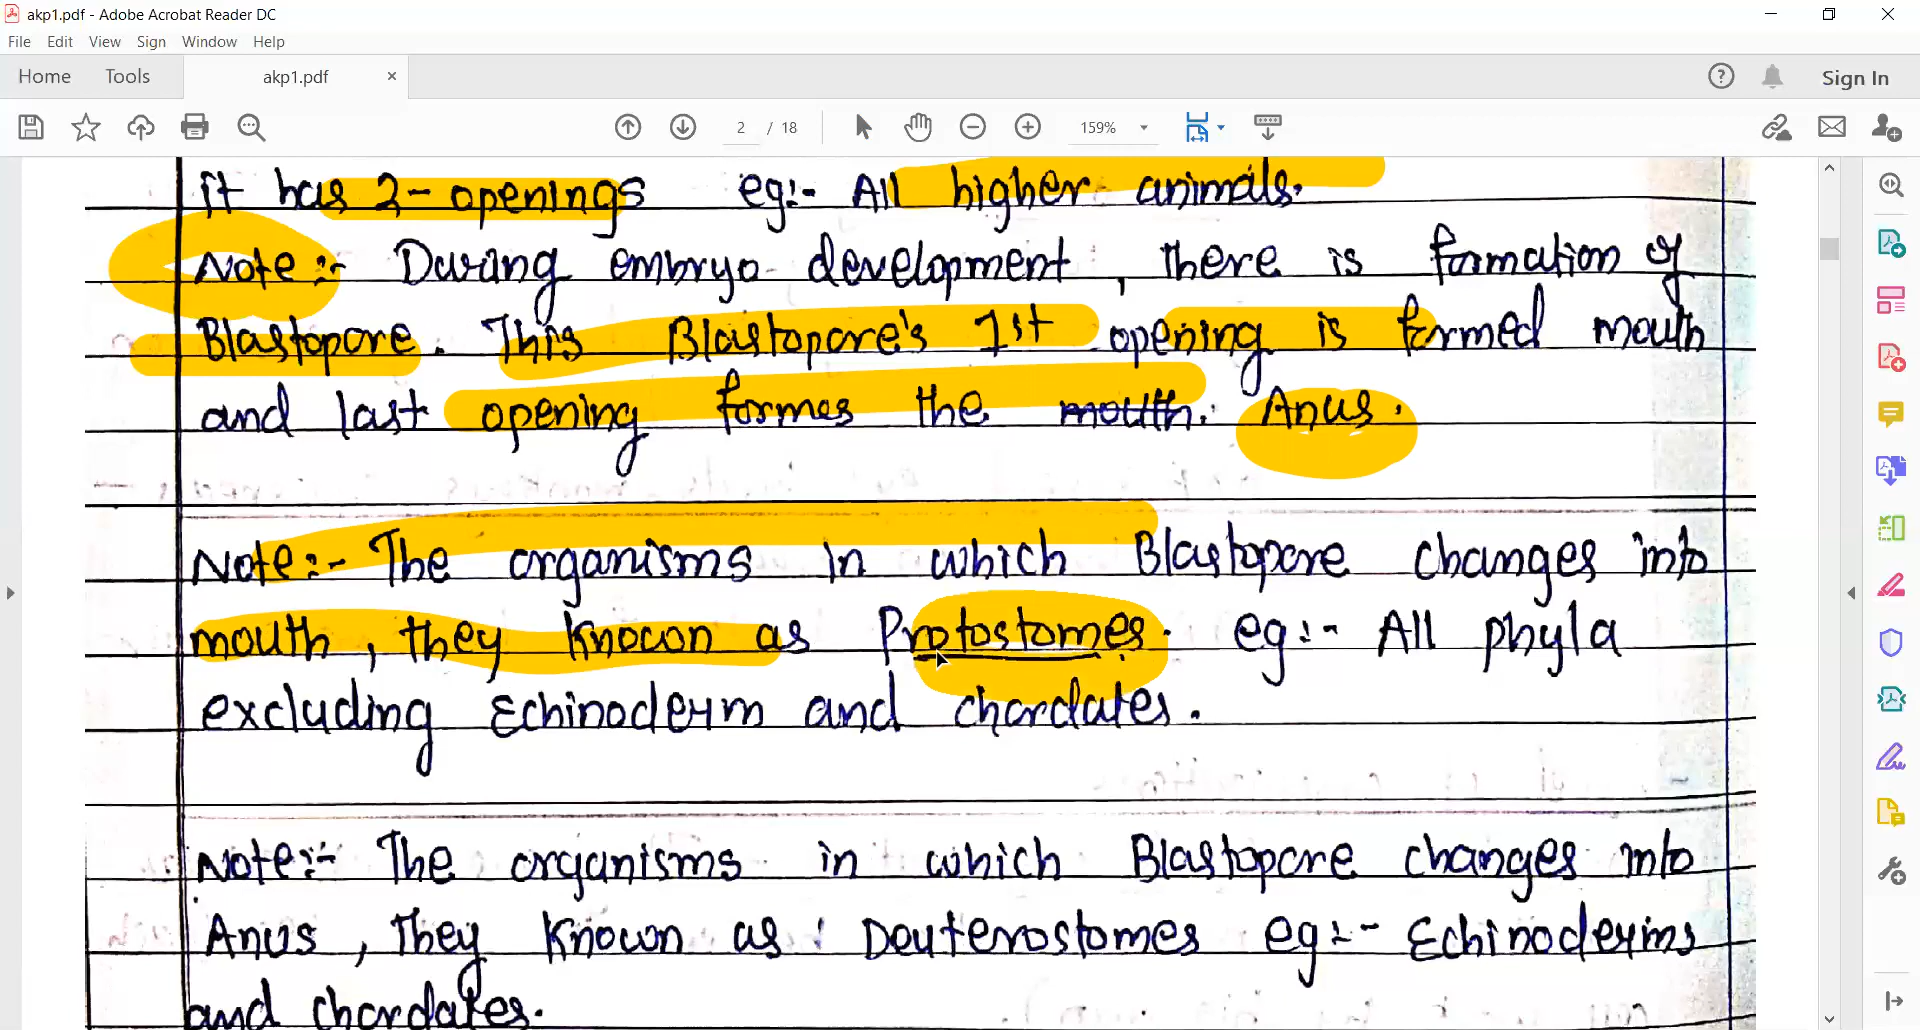 akp1.pdf - Adobe Acrobat Reader DC
File Edit View Sign Window Help
Home Tools akp1.pdf × Sign In
2 / 18 159%
it has 2- openings eg:- All higher animals.
Note:- During embryo development, there is formation of
Blastopore. This Blastopore's 1st opening is formed mouth
and last opening formes the mouth. Anus.
Note:- The organisms in which Blastopore changes into
mouth, they known as Protostomes. eg:- All phyla
excluding Echinoderm and chordates.
Note:- The organisms in which Blastopore changes into
Anus, They known as Deuterostomes eg:- Echinoderms
and chordates.